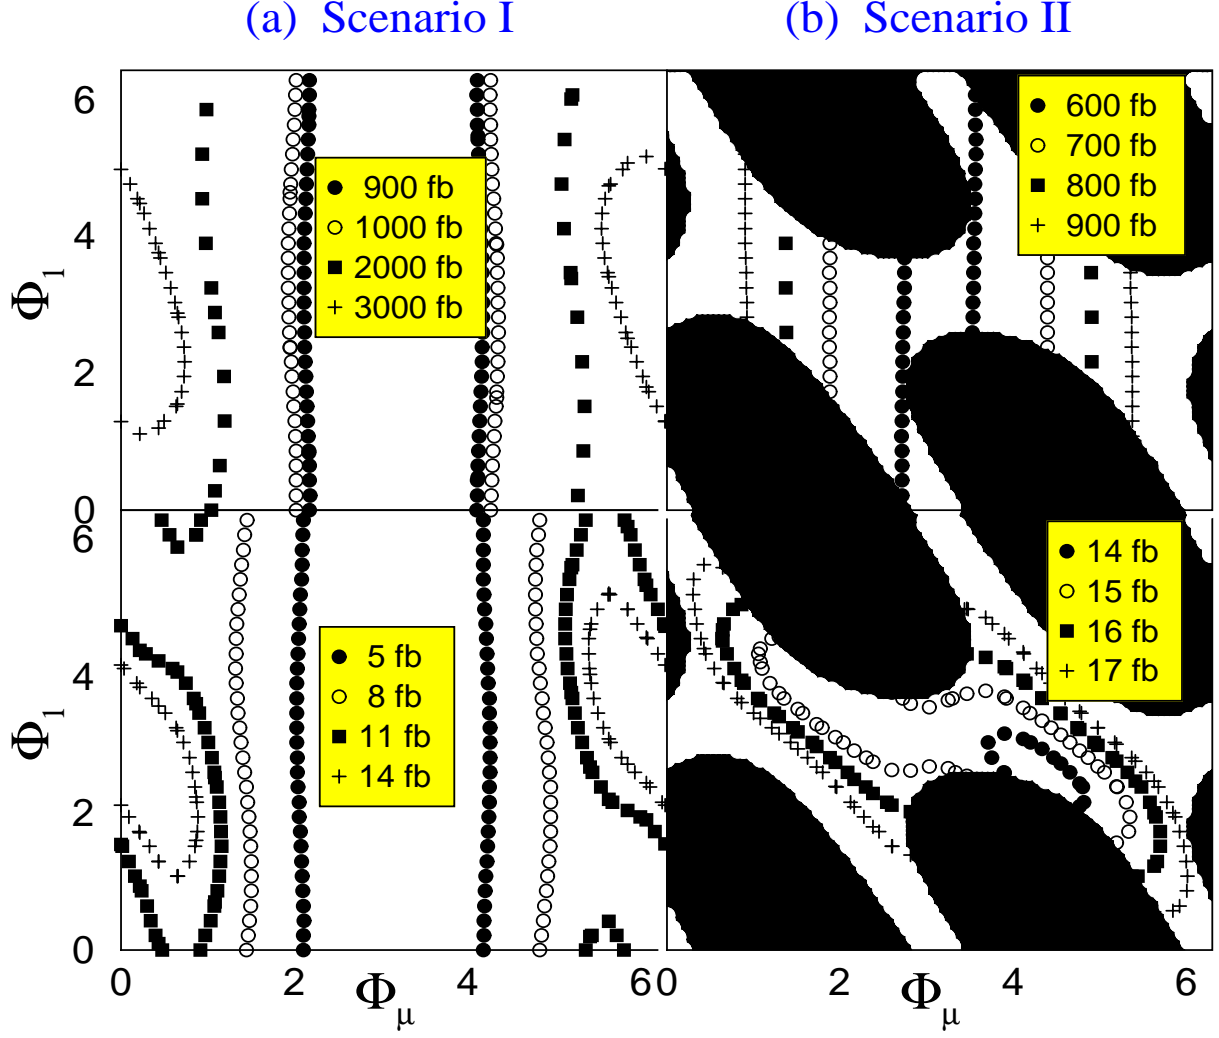 (a) Scenario I
(b) Scenario II
6
4
2
0
Φ1
900 fb
1000 fb
2000 fb
3000 fb
600 fb
700 fb
800 fb
900 fb
6
4
2
0
Φ1
5 fb
8 fb
11 fb
14 fb
14 fb
15 fb
16 fb
17 fb
0 2 4 6 0 2 4 6
Φμ Φμ